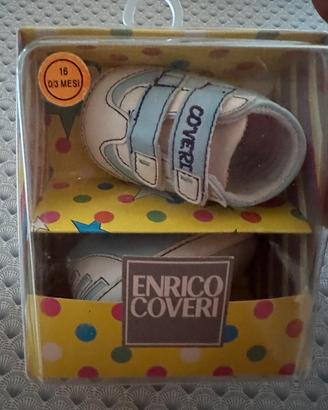 16
0/3 MESI
COVERI
ENRICO
COVERI